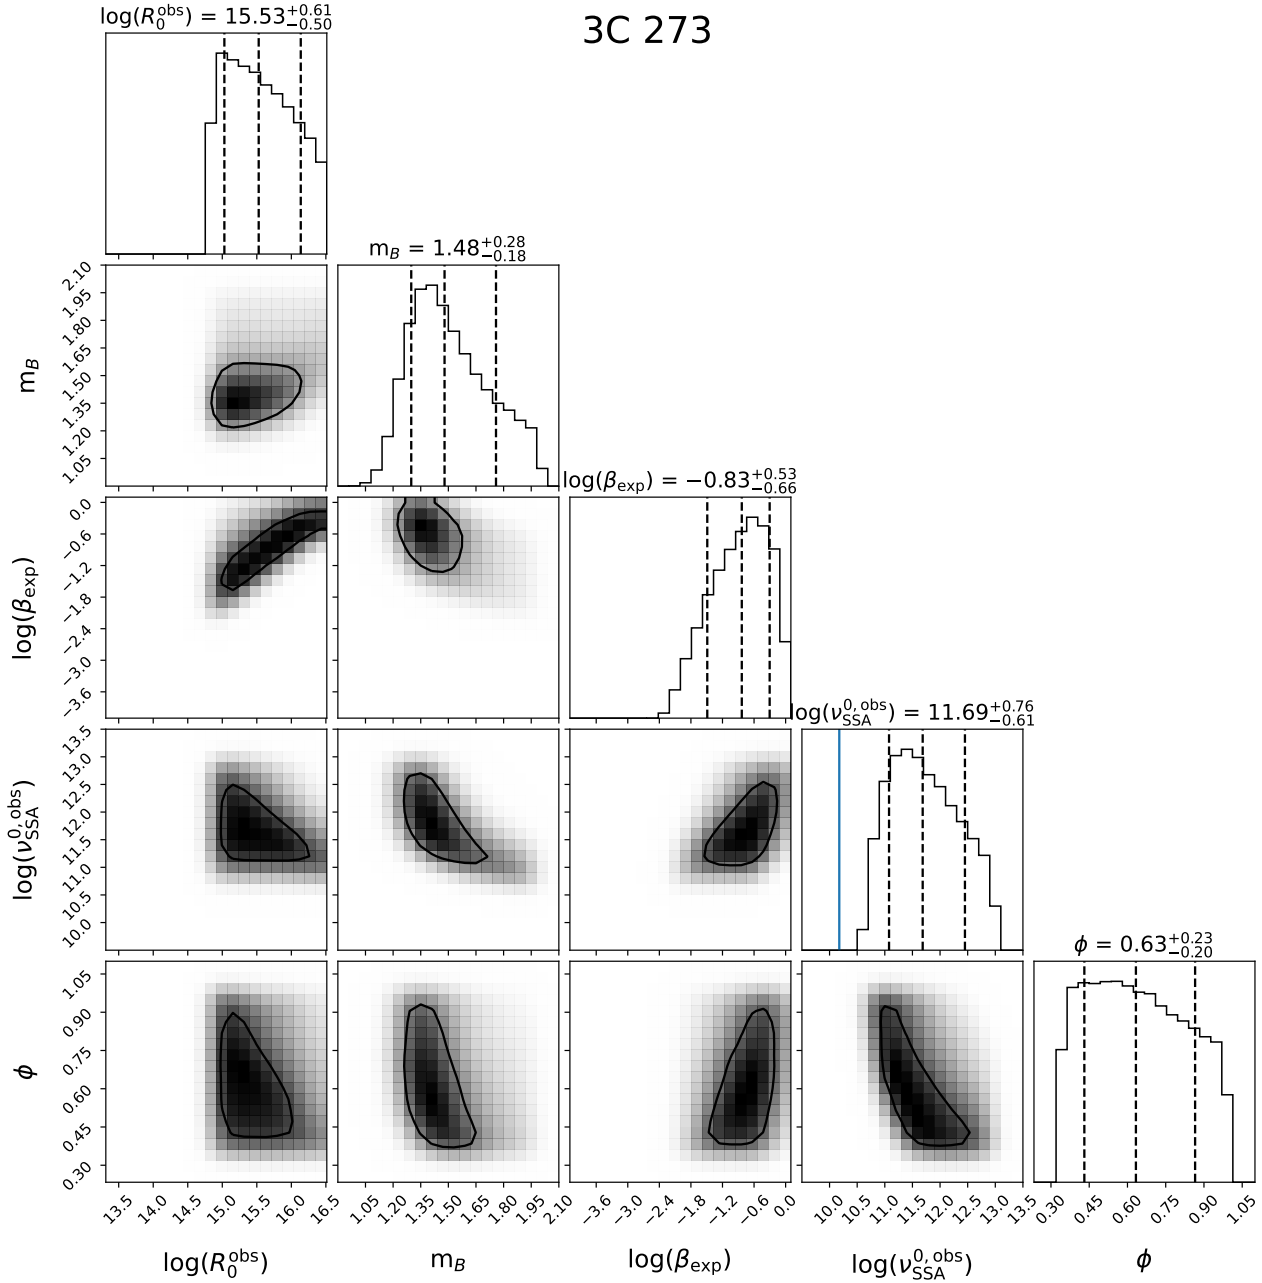 3C 273
log(R₀ᵒᵇˢ) = 15.53 +0.61 −0.50
m_B = 1.48 +0.28 −0.18
2.10
1.95
1.80
1.65
1.50
1.35
1.20
1.05
m_B
log(β_exp) = −0.83 +0.53 −0.66
0.0
−0.6
−1.2
−1.8
−2.4
−3.0
−3.6
log(β_exp)
log(ν_SSA^0,obs) = 11.69 +0.76 −0.61
13.5
13.0
12.5
12.0
11.5
11.0
10.5
10.0
log(ν_SSA^0,obs)
ϕ = 0.63 +0.23 −0.20
1.05
0.90
0.75
0.60
0.45
0.30
ϕ
13.5 14.0 14.5 15.0 15.5 16.0 16.5 1.05 1.20 1.35 1.50 1.65 1.80 1.95 2.10 −3.6 −3.0 −2.4 −1.8 −1.2 −0.6 0.0 10.0 10.5 11.0 11.5 12.0 12.5 13.0 13.5 0.30 0.45 0.60 0.75 0.90 1.05
log(R₀ᵒᵇˢ) m_B log(β_exp) log(ν_SSA^0,obs) ϕ